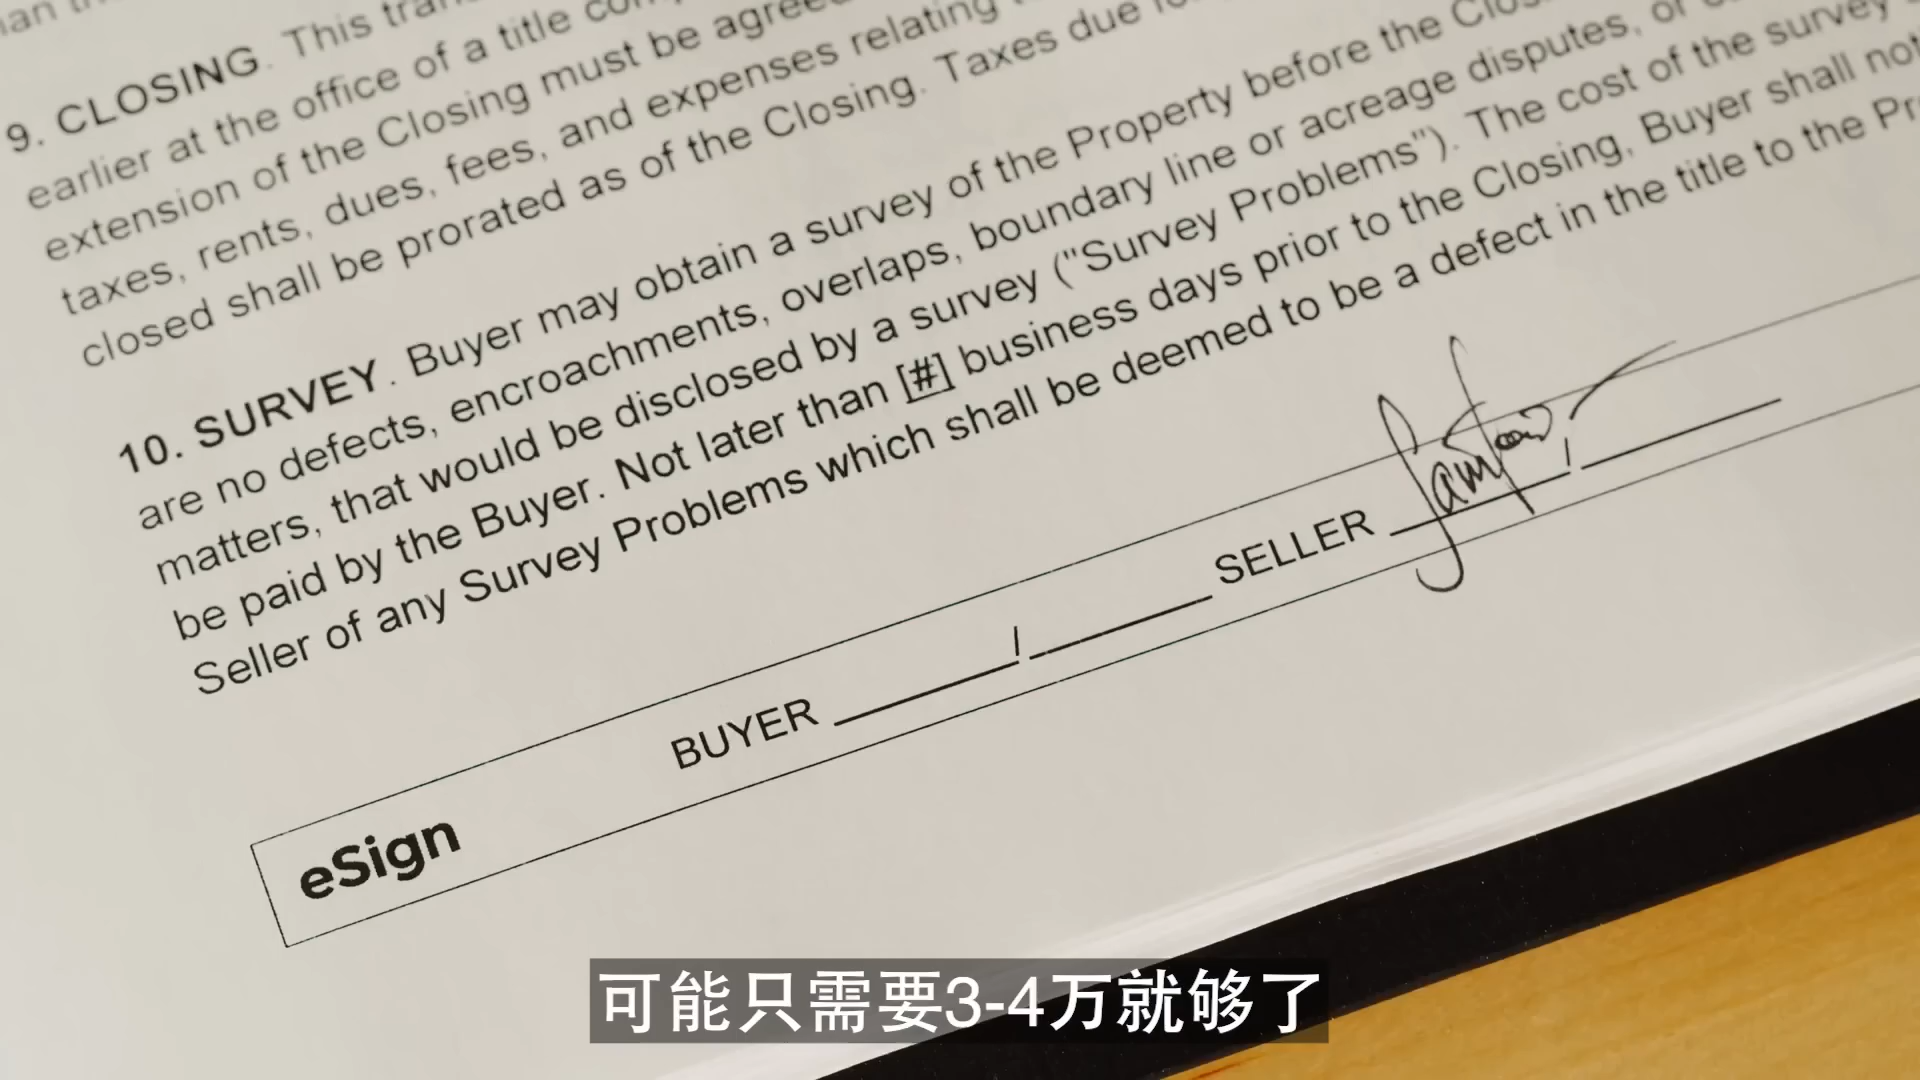 9. CLOSING. This
earlier at the office of a title
extension of the Closing must be agreed
taxes, rents, dues, fees, and expenses relating
closed shall be prorated as of the Closing. Taxes due
10. SURVEY. Buyer may obtain a survey of the Property before the
are no defects, encroachments, overlaps, boundary line or acreage disputes, or
matters, that would be disclosed by a survey ("Survey Problems"). The cost of the survey
be paid by the Buyer. Not later than [#] business days prior to the Closing, Buyer shall
Seller of any Survey Problems which shall be deemed to be a defect in the title to the
BUYER ________/________ SELLER ________/________
eSign
可能只需要3-4万就够了